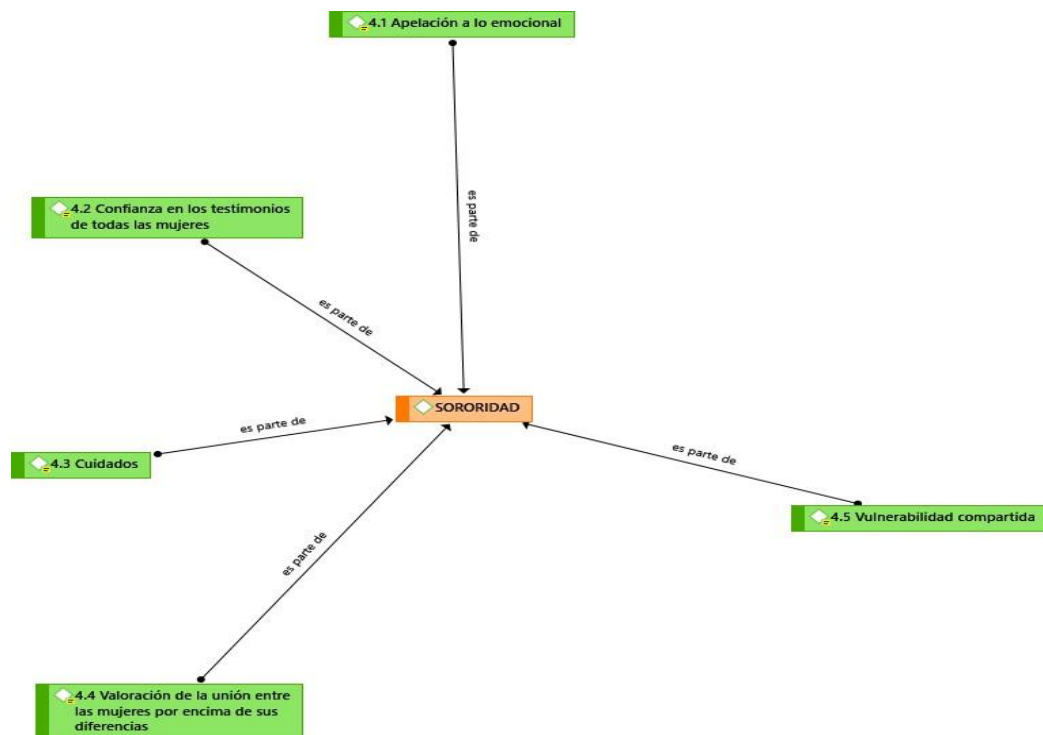 4.1 Apelación a lo emocional
es parte de
4.2 Confianza en los testimonios
de todas las mujeres
es parte de
SORORIDAD
es parte de
4.3 Cuidados
es parte de
4.5 Vulnerabilidad compartida
es parte de
4.4 Valoración de la unión entre
las mujeres por encima de sus
diferencias